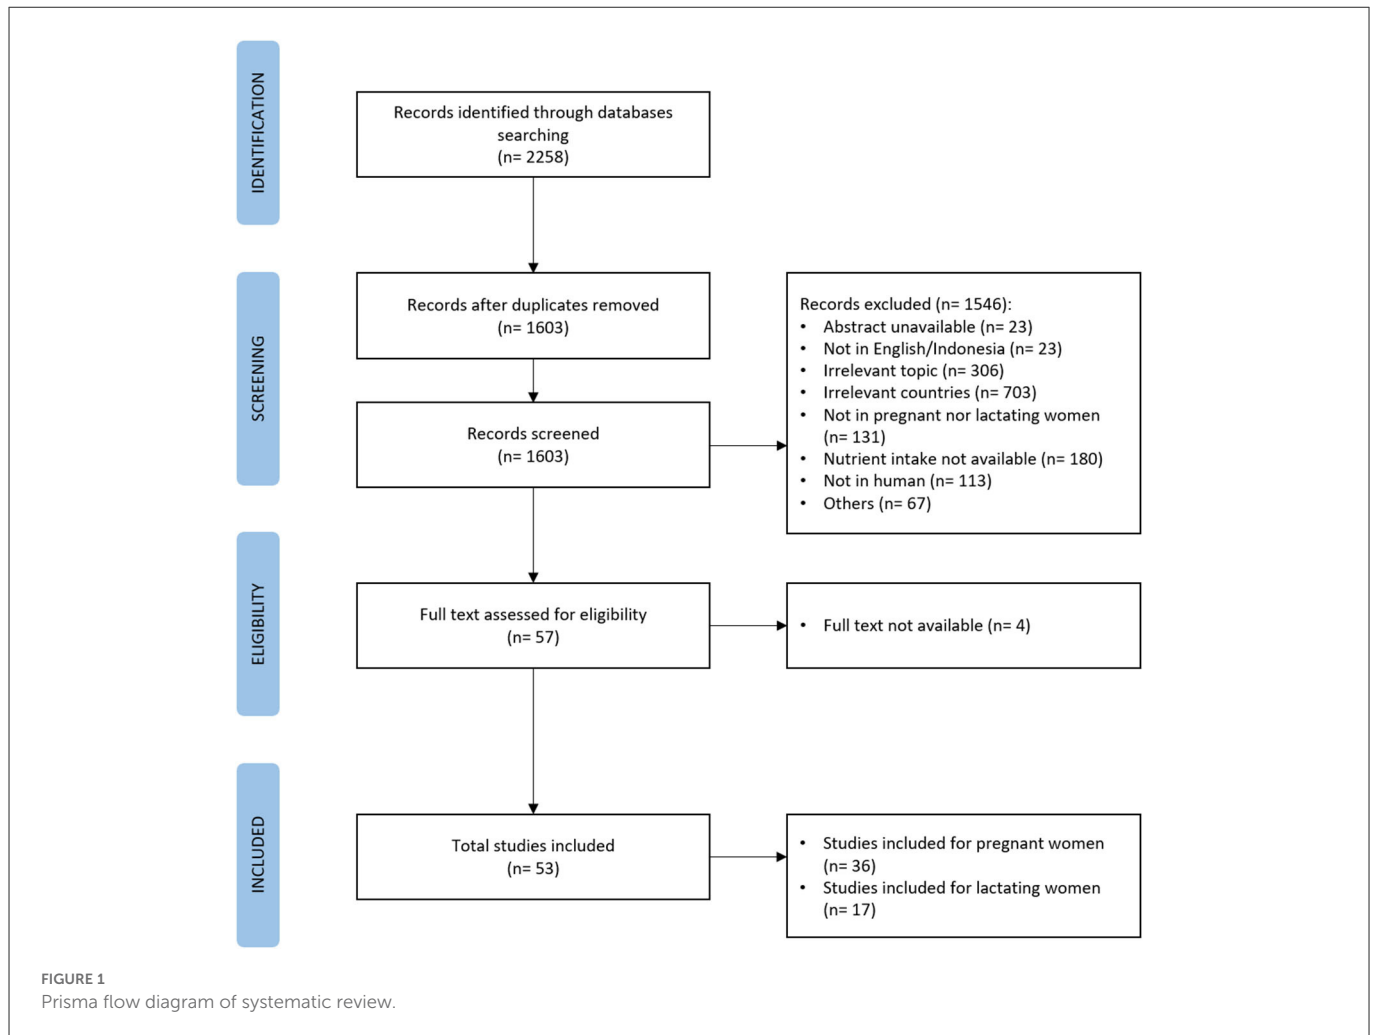 IDENTIFICATION
Records identified through databases
searching
(n= 2258)
SCREENING
Records after duplicates removed
(n= 1603)
Records screened
(n= 1603)
Records excluded (n= 1546):
• Abstract unavailable (n= 23)
• Not in English/Indonesia (n= 23)
• Irrelevant topic (n= 306)
• Irrelevant countries (n= 703)
• Not in pregnant nor lactating women
(n= 131)
• Nutrient intake not available (n= 180)
• Not in human (n= 113)
• Others (n= 67)
ELIGIBILITY
Full text assessed for eligibility
(n= 57)
• Full text not available (n= 4)
INCLUDED
Total studies included
(n= 53)
• Studies included for pregnant women
(n= 36)
• Studies included for lactating women
(n= 17)
FIGURE 1
Prisma flow diagram of systematic review.